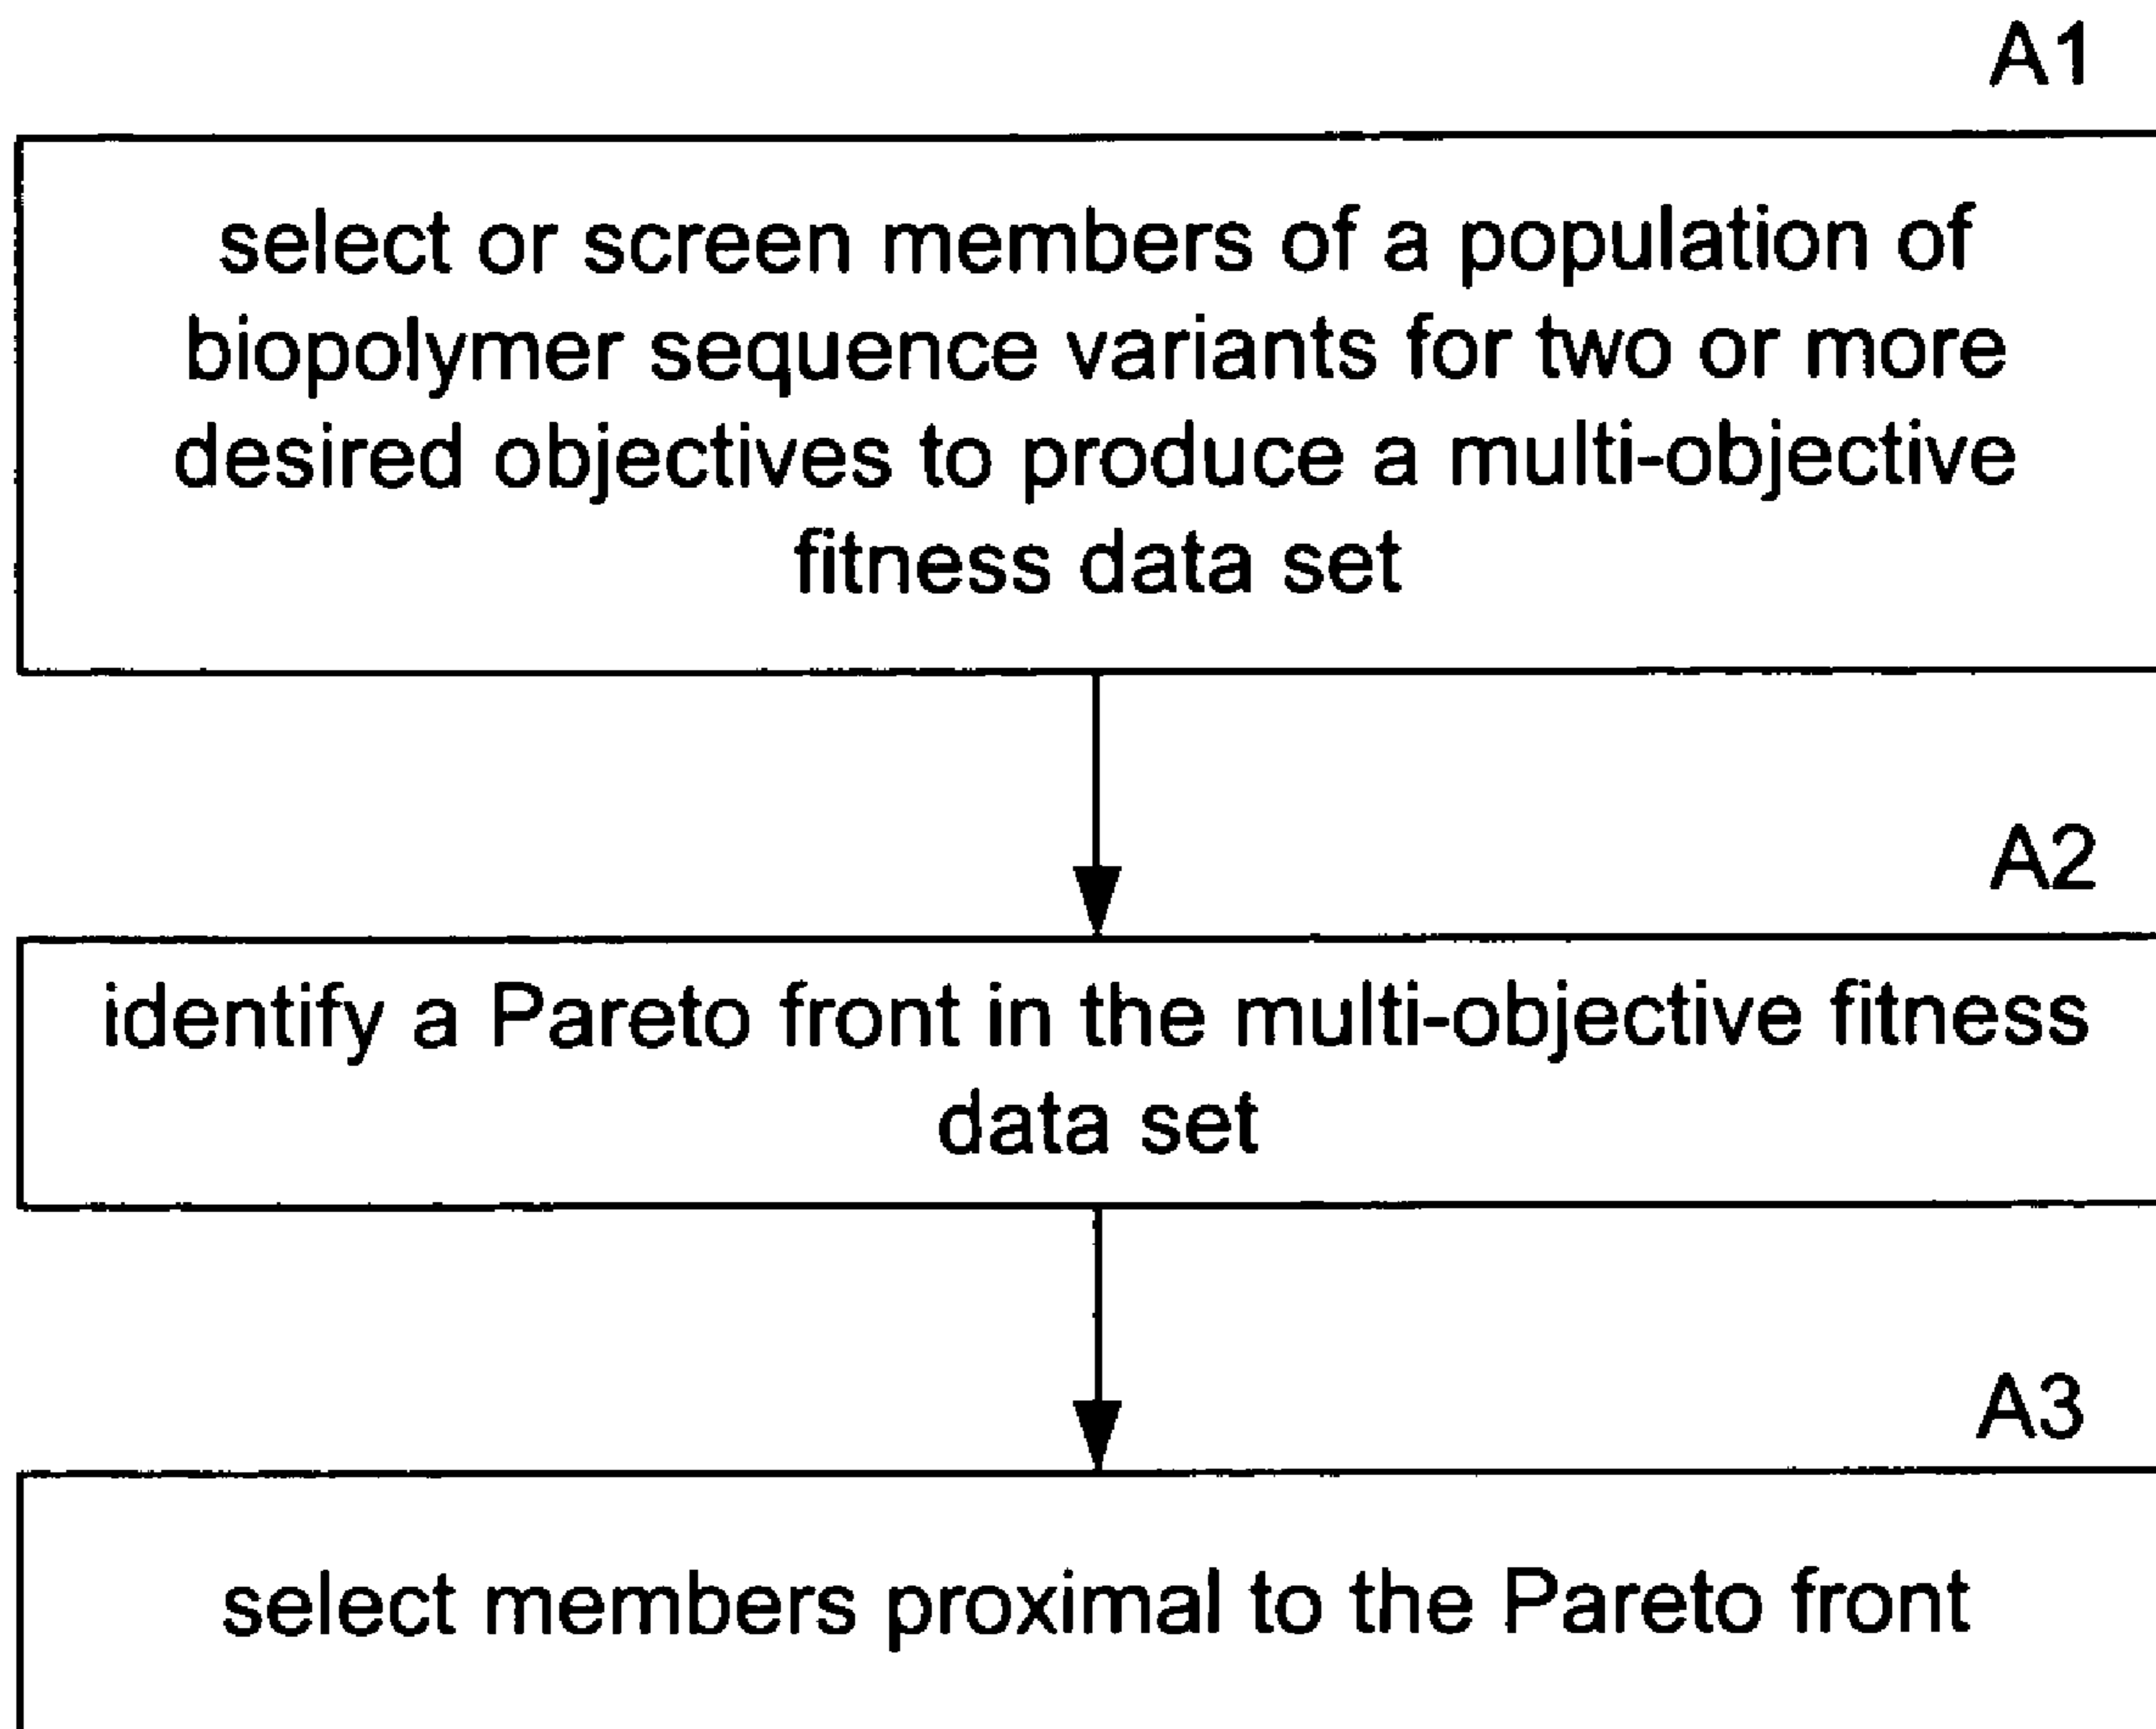 A1
select or screen members of a population of
biopolymer sequence variants for two or more
desired objectives to produce a multi-objective
fitness data set
A2
identify a Pareto front in the multi-objective fitness
data set
A3
select members proximal to the Pareto front